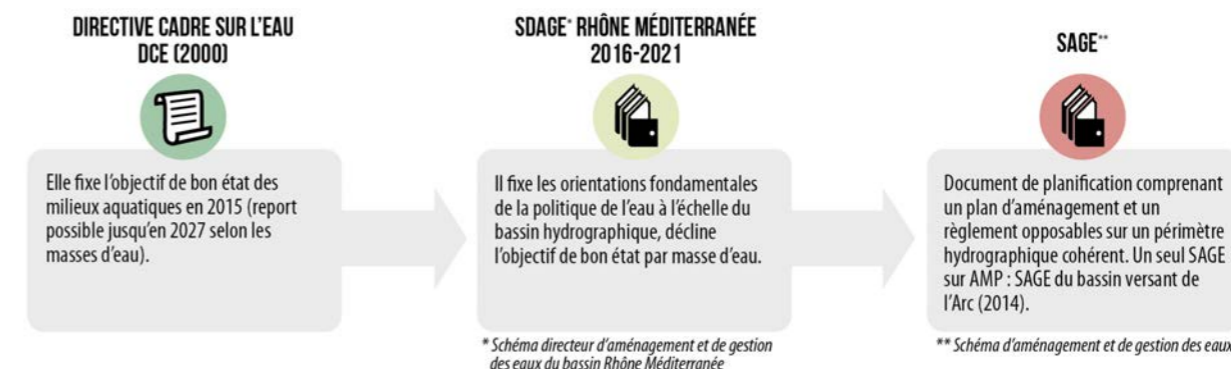 DIRECTIVE CADRE SUR L'EAU
DCE (2000)
Elle fixe l'objectif de bon état des
milieux aquatiques en 2015 (report
possible jusqu'en 2027 selon les
masses d'eau).
SDAGE* RHÔNE MÉDITERRANÉE
2016-2021
Il fixe les orientations fondamentales
de la politique de l'eau à l'échelle du
bassin hydrographique, décline
l'objectif de bon état par masse d'eau.
* Schéma directeur d'aménagement et de gestion
des eaux du bassin Rhône Méditerranée
SAGE**
Document de planification comprenant
un plan d'aménagement et un
règlement opposables sur un périmètre
hydrographique cohérent. Un seul SAGE
sur AMP : SAGE du bassin versant de
l'Arc (2014).
** Schéma d'aménagement et de gestion des eaux